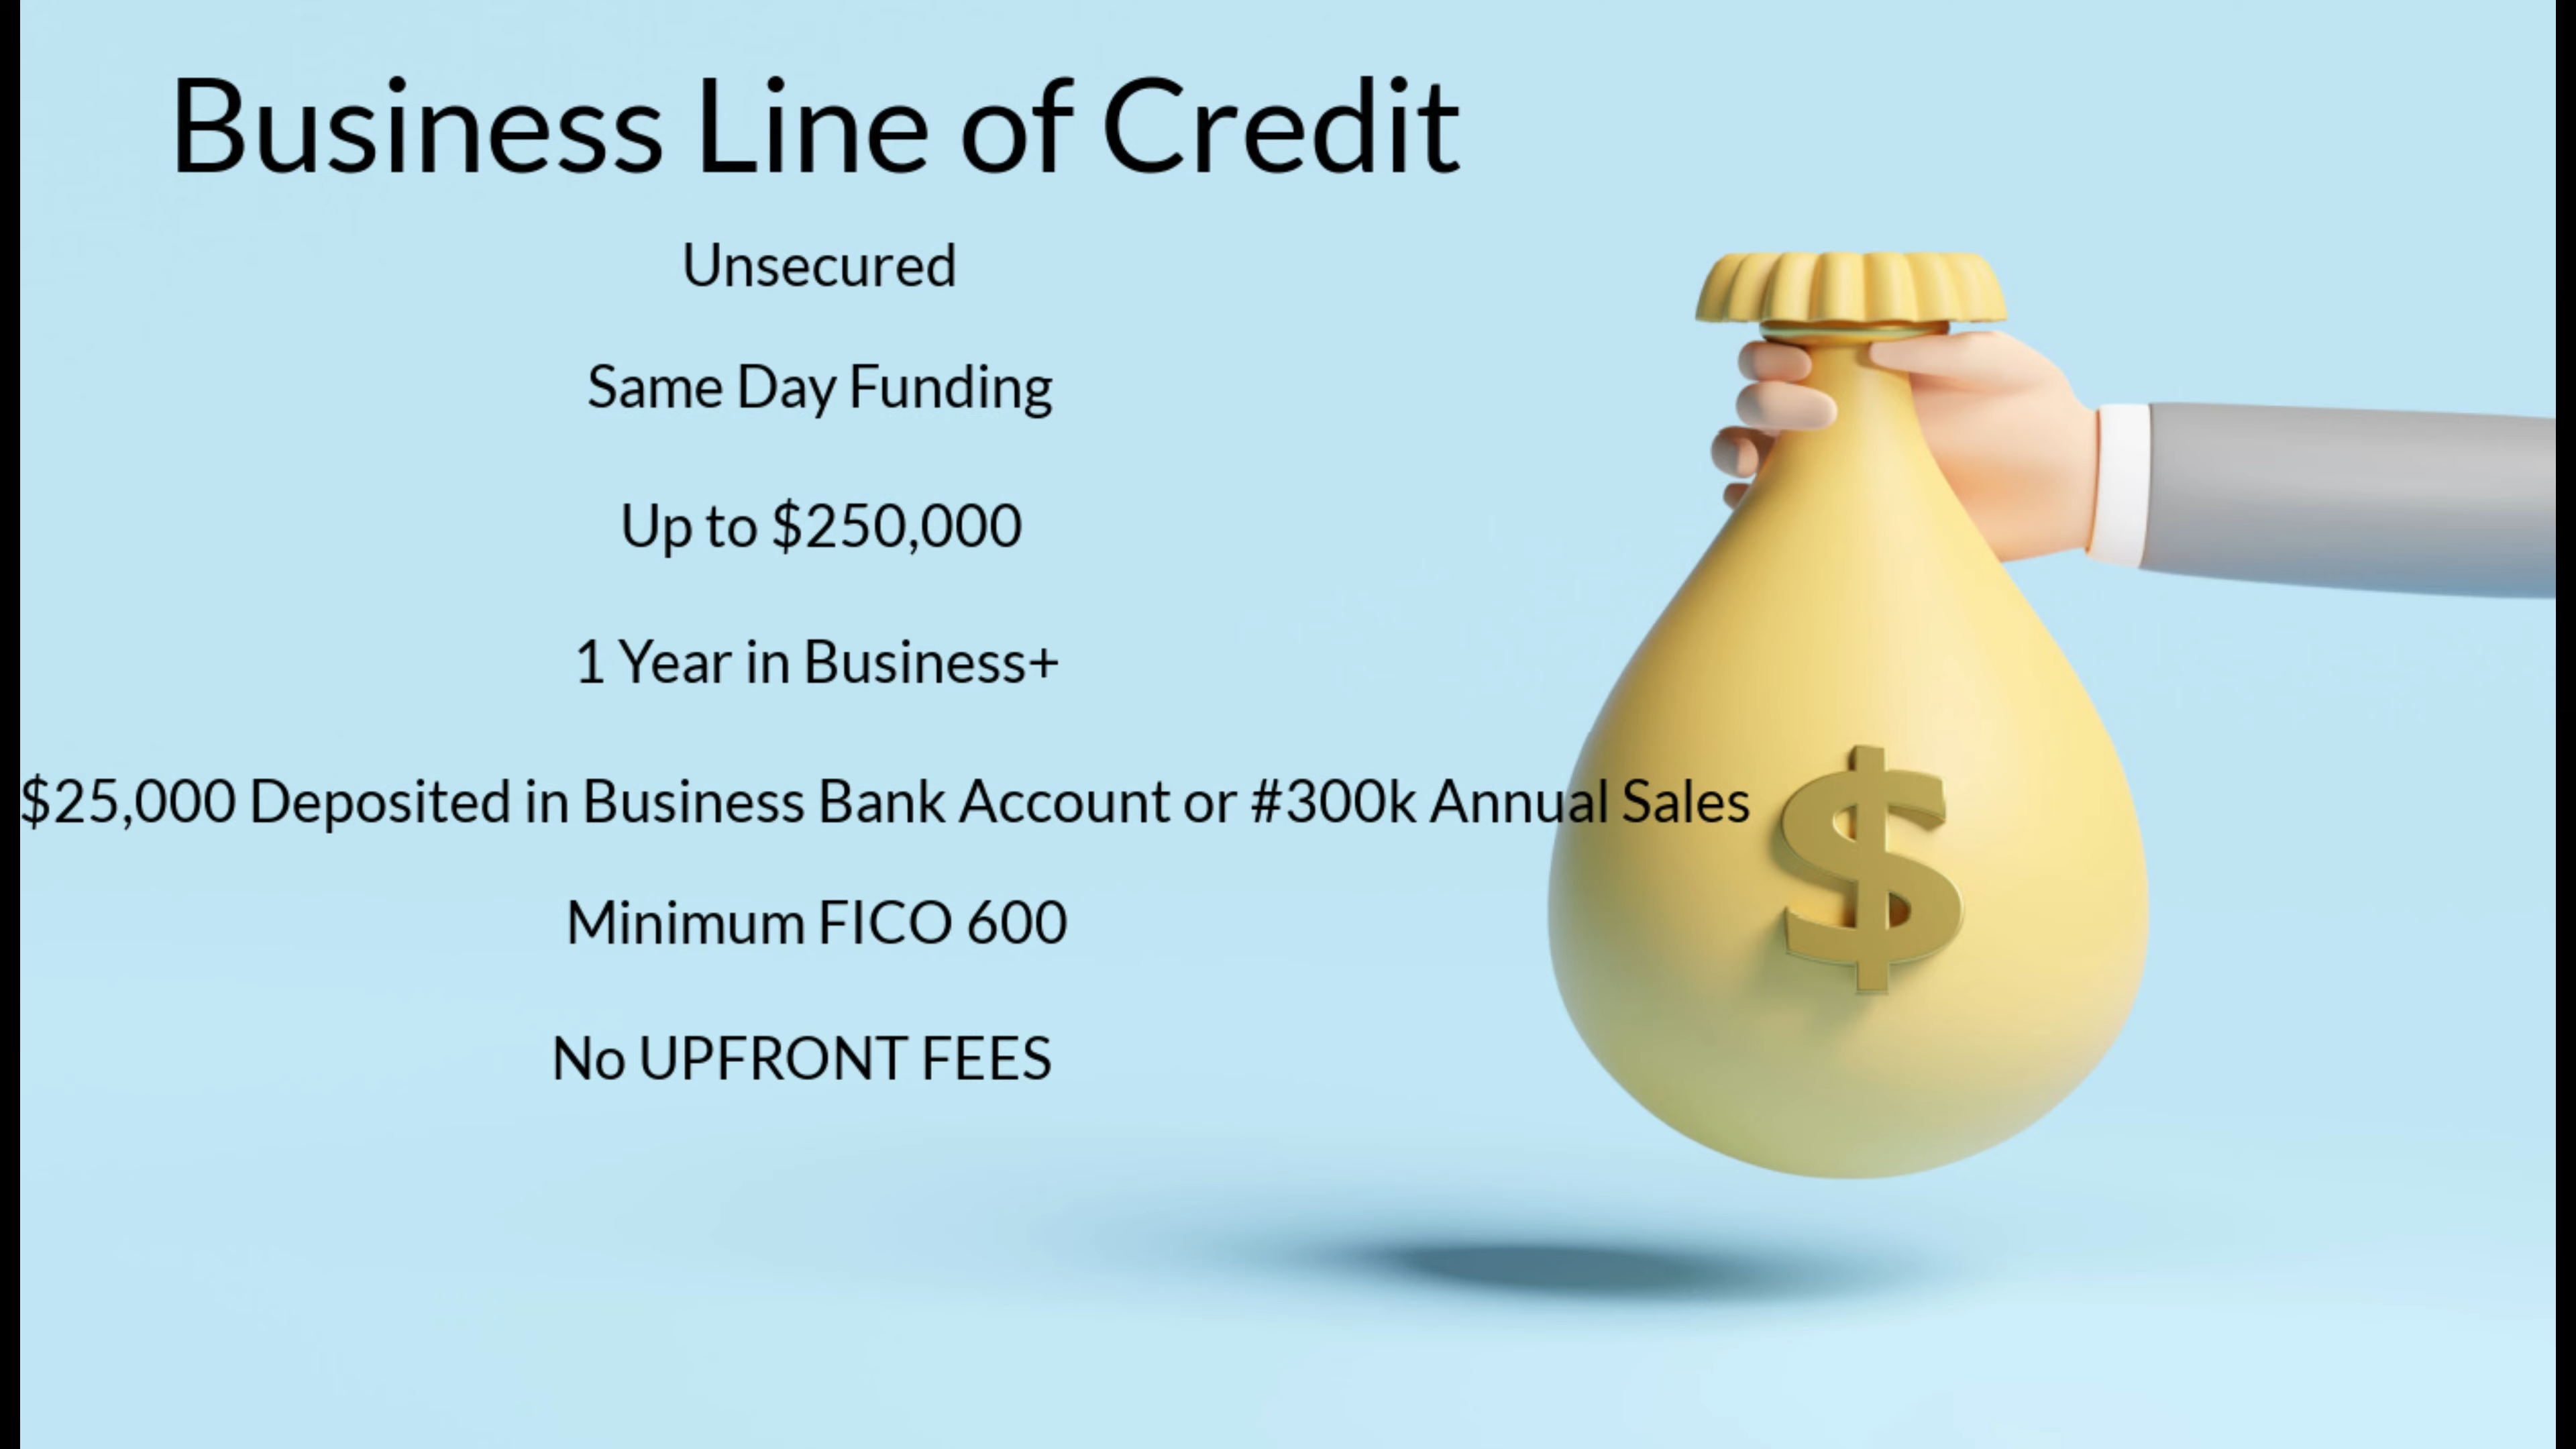 Business Line of Credit
Unsecured
Same Day Funding
Up to $250,000
1 Year in Business+
$25,000 Deposited in Business Bank Account or #300k Annual Sales
$
Minimum FICO 600
No UPFRONT FEES